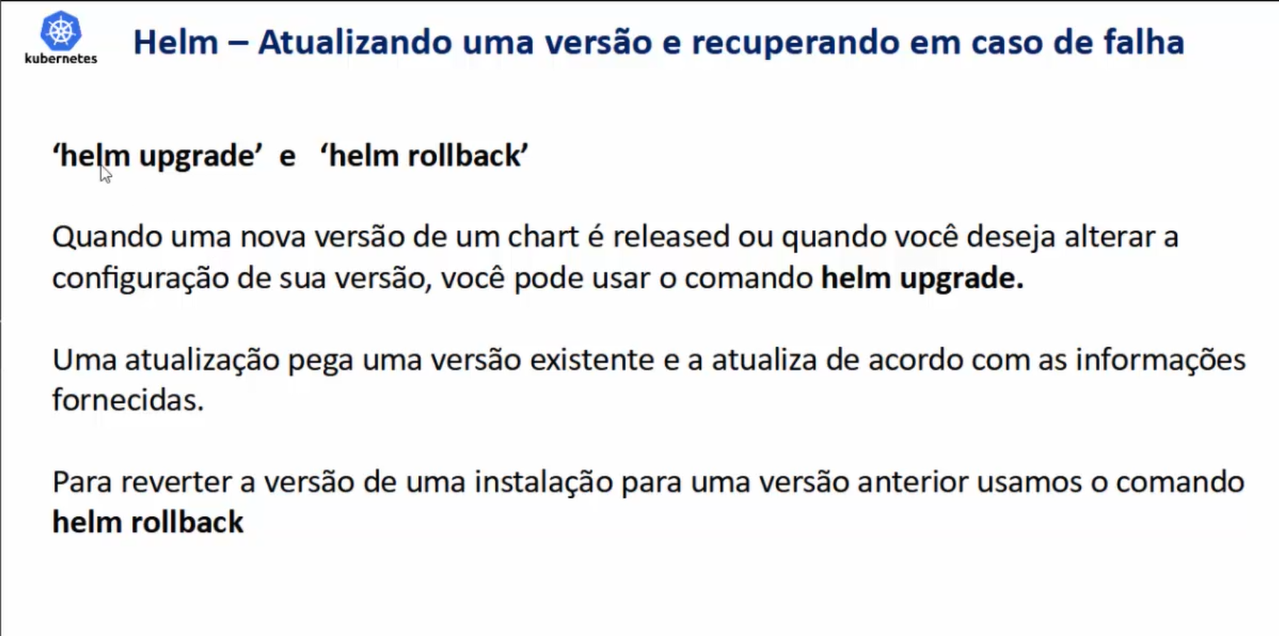 kubernetes
Helm – Atualizando uma versão e recuperando em caso de falha
‘helm upgrade’ e ‘helm rollback’
Quando uma nova versão de um chart é released ou quando você deseja alterar a
configuração de sua versão, você pode usar o comando helm upgrade.
Uma atualização pega uma versão existente e a atualiza de acordo com as informações
fornecidas.
Para reverter a versão de uma instalação para uma versão anterior usamos o comando
helm rollback